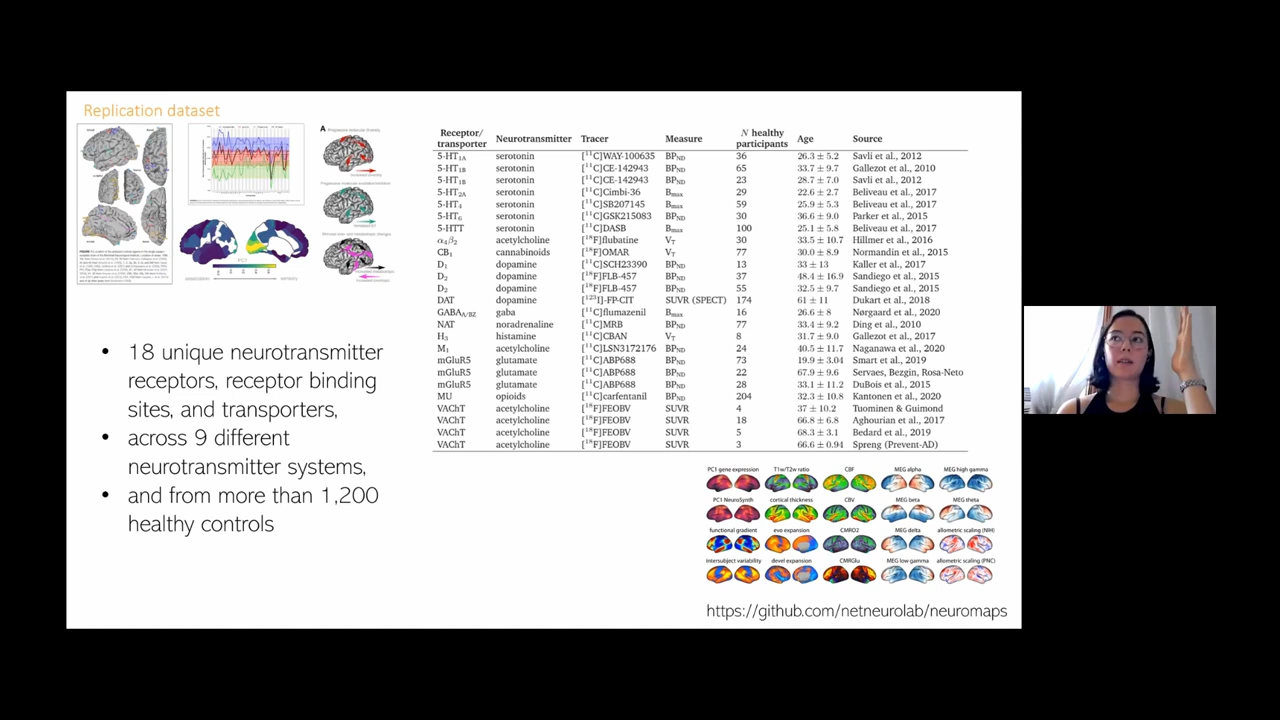 Replication dataset
18 unique neurotransmitter
receptors, receptor binding
sites, and transporters,
across 9 different
neurotransmitter systems,
and from more than 1,200
healthy controls
Receptor/ transporter Neurotransmitter Tracer Measure N healthy participants Age Source
5-HT1A serotonin [11C]WAY-100635 BPND 36 26.3 ± 5.2 Savli et al., 2012
5-HT1B serotonin [11C]CE-142943 BPND 65 33.7 ± 9.7 Gallezot et al., 2010
5-HT1B serotonin [11C]CE-142943 BPND 23 28.7 ± 7.0 Savli et al., 2012
5-HT2A serotonin [11C]Cimbi-36 Bmax 29 22.6 ± 2.7 Beliveau et al., 2017
5-HT4 serotonin [11C]SB207145 Bmax 59 25.9 ± 5.3 Beliveau et al., 2017
5-HT6 serotonin [11C]GSK215083 BPND 30 36.6 ± 9.0 Parker et al., 2015
5-HTT serotonin [11C]DASB Bmax 100 25.1 ± 5.8 Beliveau et al., 2017
α4β2 acetylcholine [18F]flubatine VT 30 33.5 ± 10.7 Hillmer et al., 2016
CB1 cannabinoids [11C]OMAR VT 77 30.0 ± 8.9 Normandin et al., 2015
D1 dopamine [11C]SCH23390 BPND 13 33 ± 13 Kaller et al., 2017
D2 dopamine FLB-457 BPND 37 48.4 ± 16.9 Sandiego et al., 2015
D2 dopamine FLB-457 BPND 55 32.5 ± 9.7 Sandiego et al., 2015
DAT dopamine [123I]-FP-CIT SUVR (SPECT) 174 61 ± 11 Dukart et al., 2018
GABAA/BZ gaba [11C]flumazenil Bmax 16 26.6 ± 8 Nørgaard et al., 2020
NAT noradrenaline [11C]MRB BPND 77 33.4 ± 9.2 Ding et al., 2010
H3 histamine [11C]CBAN VT 8 31.7 ± 9.0 Gallezot et al., 2017
M1 acetylcholine [11C]LSN3172176 BPND 24 40.5 ± 11.7 Naganawa et al., 2020
mGluR5 glutamate [11C]ABP688 BPND 73 19.9 ± 3.04 Smart et al., 2019
mGluR5 glutamate [11C]ABP688 BPND 22 67.9 ± 9.6 Servaes, Bezgin, Rosa-Neto
mGluR5 glutamate [11C]ABP688 BPND 28 33.1 ± 11.2 DuBois et al., 2015
MU opioids [11C]carfentanil BPND 204 32.3 ± 10.8 Kantonen et al., 2020
VAChT acetylcholine [18F]FEOBV SUVR 4 37 ± 10.2 Tuominen & Guimond
VAChT acetylcholine [18F]FEOBV SUVR 18 66.8 ± 6.8 Aghourian et al., 2017
VAChT acetylcholine [18F]FEOBV SUVR 5 68.3 ± 3.1 Bedard et al., 2019
VAChT acetylcholine [18F]FEOBV SUVR 3 66.6 ± 0.94 Spreng (Prevent-AD)
PC1 gene expression T1w/T2w ratio CBF MEG alpha MEG high gamma
PC1 NeuroSynth cortical thickness CBV MEG beta MEG theta
functional gradient evo expansion CMRO2 MEG delta allometric scaling (NIH)
intersubject variability devel expansion CMRGlu MEG low gamma allometric scaling (PNC)
https://github.com/netneurolab/neuromaps
A
PC1